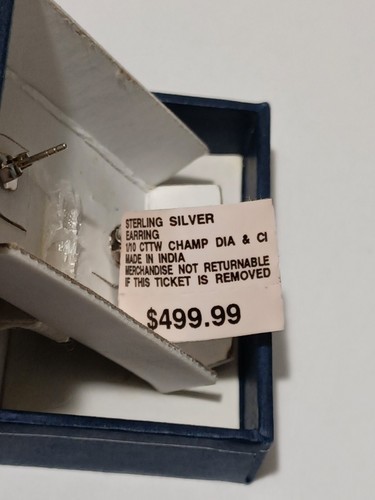 STERLING SILVER
EARRING
1/10 CTTW CHAMP DIA & CI
MADE IN INDIA
MERCHANDISE NOT RETURNABLE
IF THIS TICKET IS REMOVED
$499.99